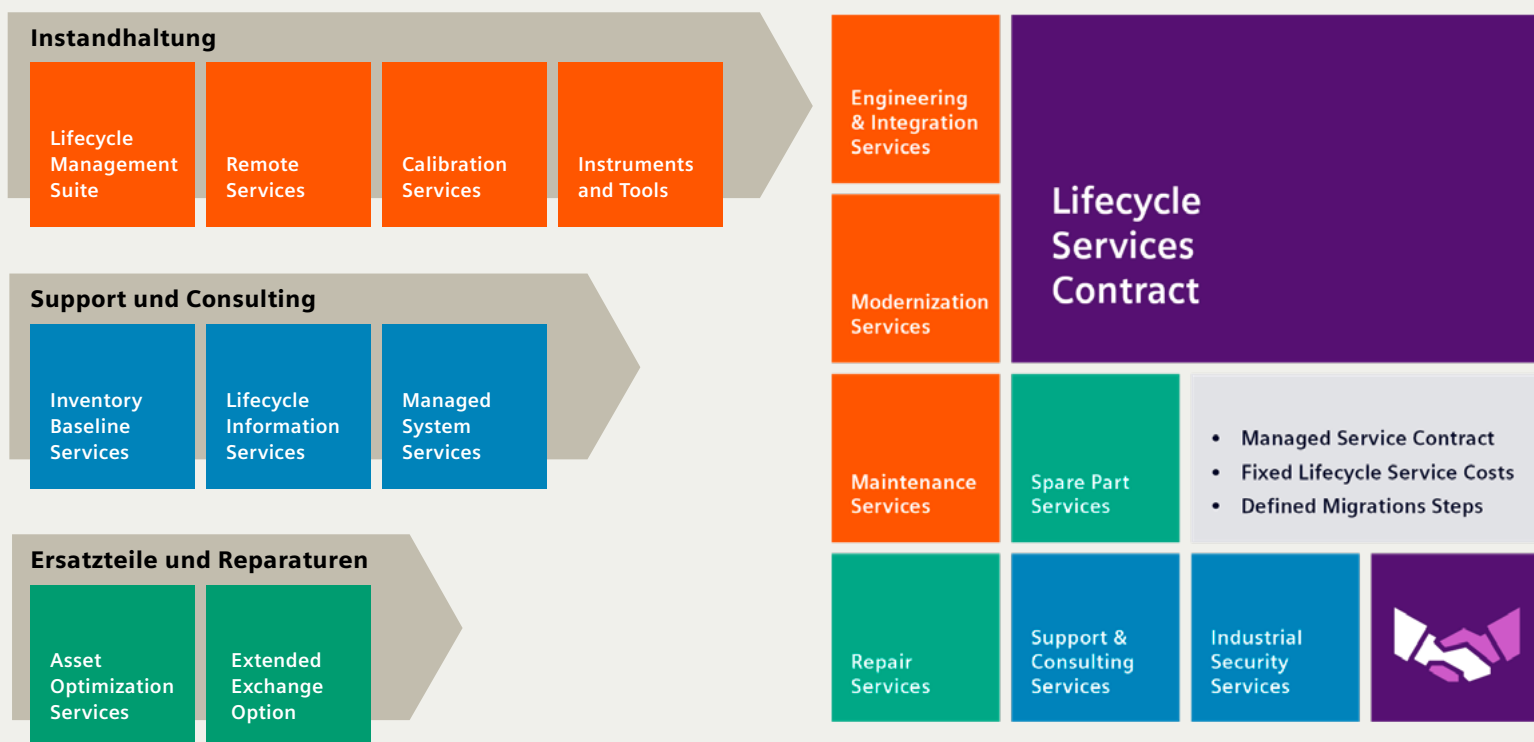 Instandhaltung
Lifecycle
Management
Suite
Remote
Services
Calibration
Services
Instruments
and Tools
Support und Consulting
Inventory
Baseline
Services
Lifecycle
Information
Services
Managed
System
Services
Ersatzteile und Reparaturen
Asset
Optimization
Services
Extended
Exchange
Option
Engineering
& Integration
Services
Lifecycle
Services
Contract
Modernization
Services
Maintenance
Services
Spare Part
Services
• Managed Service Contract
• Fixed Lifecycle Service Costs
• Defined Migrations Steps
Repair
Services
Support &
Consulting
Services
Industrial
Security
Services